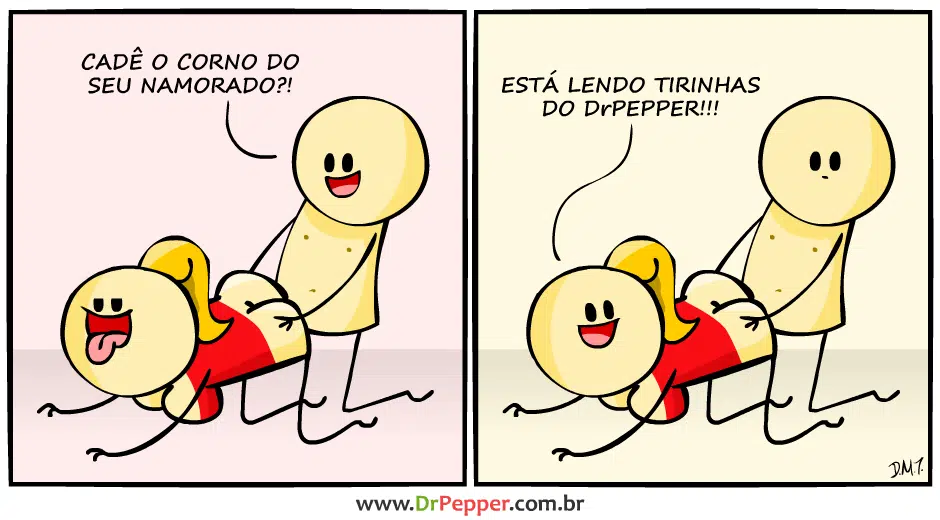 CADÊ O CORNO DO
SEU NAMORADO?!
ESTÁ LENDO TIRINHAS
DO DrPEPPER!!!
D.M.T.
www.DrPepper.com.br